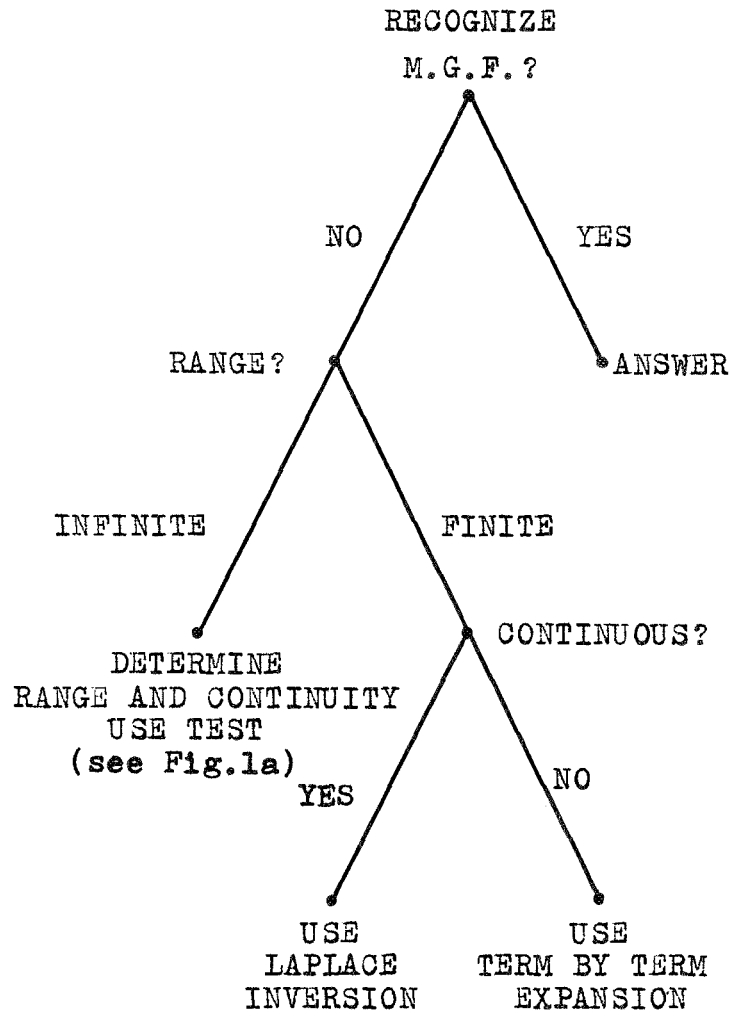 RECOGNIZE
M.G.F.?
NO
YES
RANGE?
ANSWER
INFINITE
FINITE
CONTINUOUS?
DETERMINE
RANGE AND CONTINUITY
USE TEST
(see Fig.1a)
YES
NO
USE
LAPLACE
INVERSION
USE
TERM BY TERM
EXPANSION